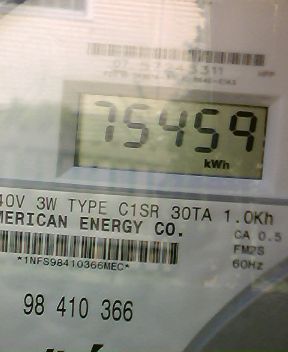 75459
kWh
40V 3W TYPE C1SR 30TA 1.0Kh
MERICAN ENERGY CO.
CA 0.5
FM2S
*1NFS98410366MEC*
60Hz
98 410 366